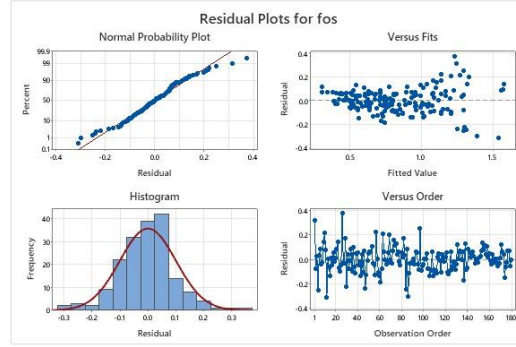 Residual Plots for fos
Normal Probability Plot
99.9
99
90
50
10
1
0.1
Percent
-0.4 -0.2 0.0 0.2 0.4
Residual
Versus Fits
0.4
0.2
0.0
-0.2
-0.4
Residual
0.5 1.0 1.5
Fitted Value
Histogram
40
30
20
10
0
Frequency
-0.3 -0.2 -0.1 0.0 0.1 0.2 0.3
Residual
Versus Order
0.4
0.2
0.0
-0.2
-0.4
Residual
1 20 40 60 80 100 120 140 160 180
Observation Order